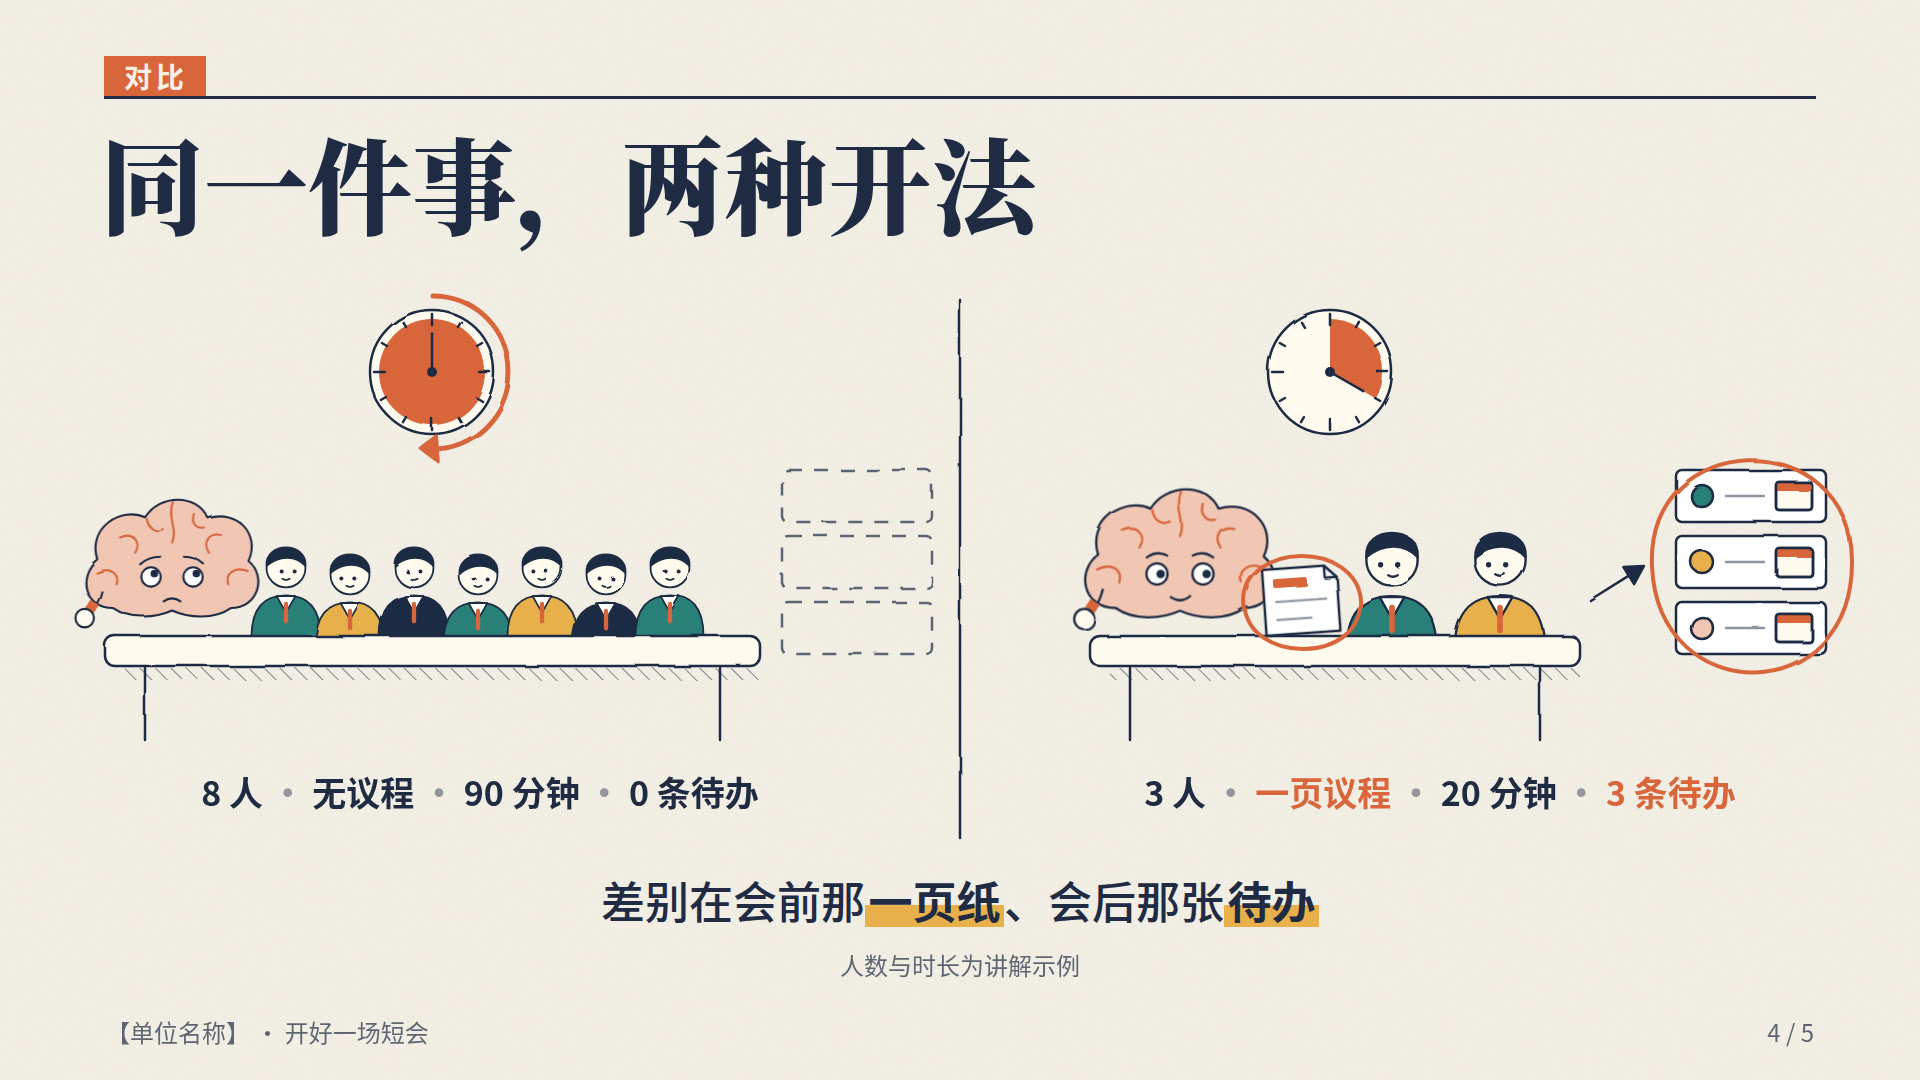 对比
同一件事，两种开法
8 人 • 无议程 • 90 分钟 • 0 条待办
3 人 • 一页议程 • 20 分钟 • 3 条待办
差别在会前那一页纸、会后那张待办
人数与时长为讲解示例
【单位名称】 • 开好一场短会
4 / 5